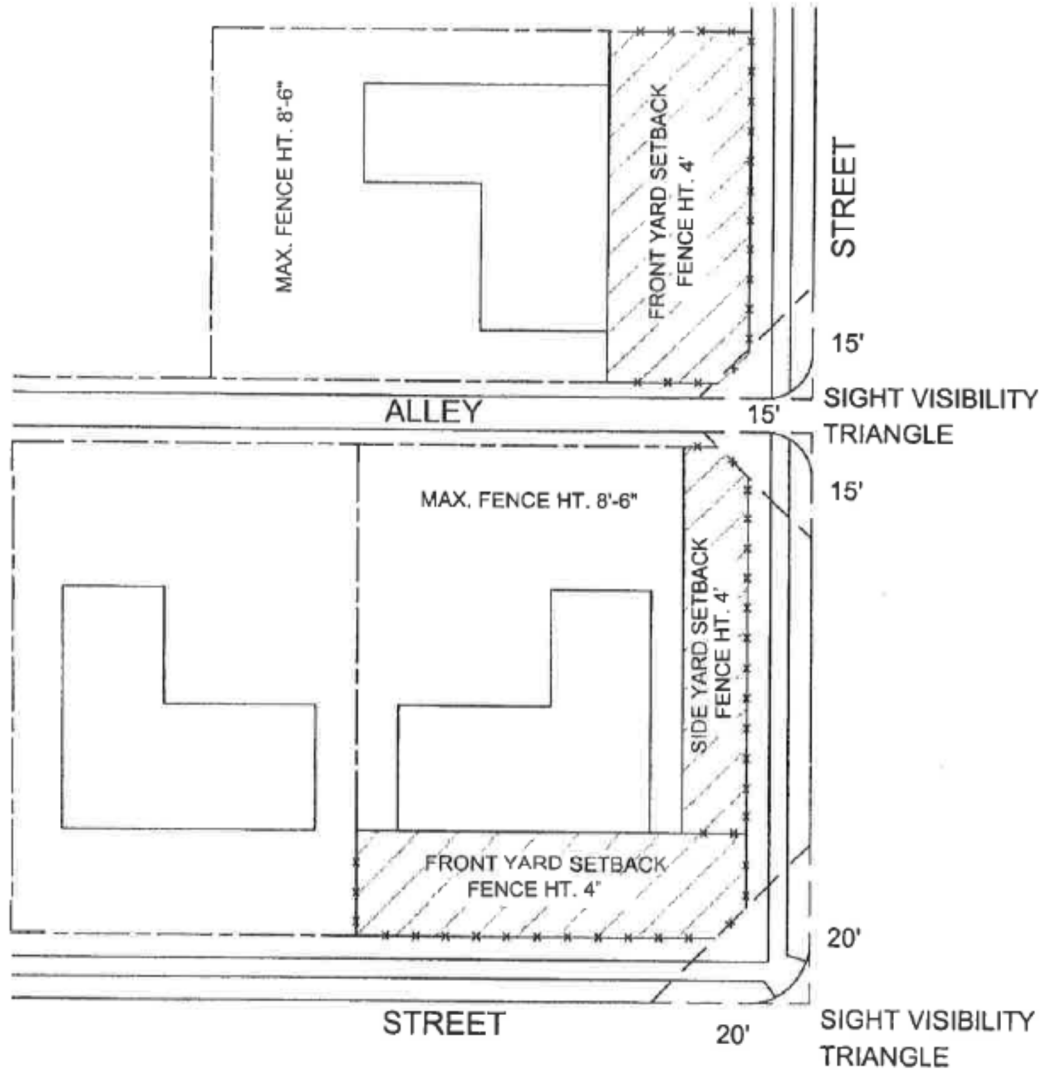 MAX. FENCE HT. 8'-6"
FRONT YARD SETBACK
FENCE HT. 4'
STREET
15'
ALLEY
15'
SIGHT VISIBILITY
TRIANGLE
15'
MAX. FENCE HT. 8'-6"
SIDE YARD SETBACK
FENCE HT. 4'
FRONT YARD SETBACK
FENCE HT. 4"
20'
STREET
20'
SIGHT VISIBILITY
TRIANGLE